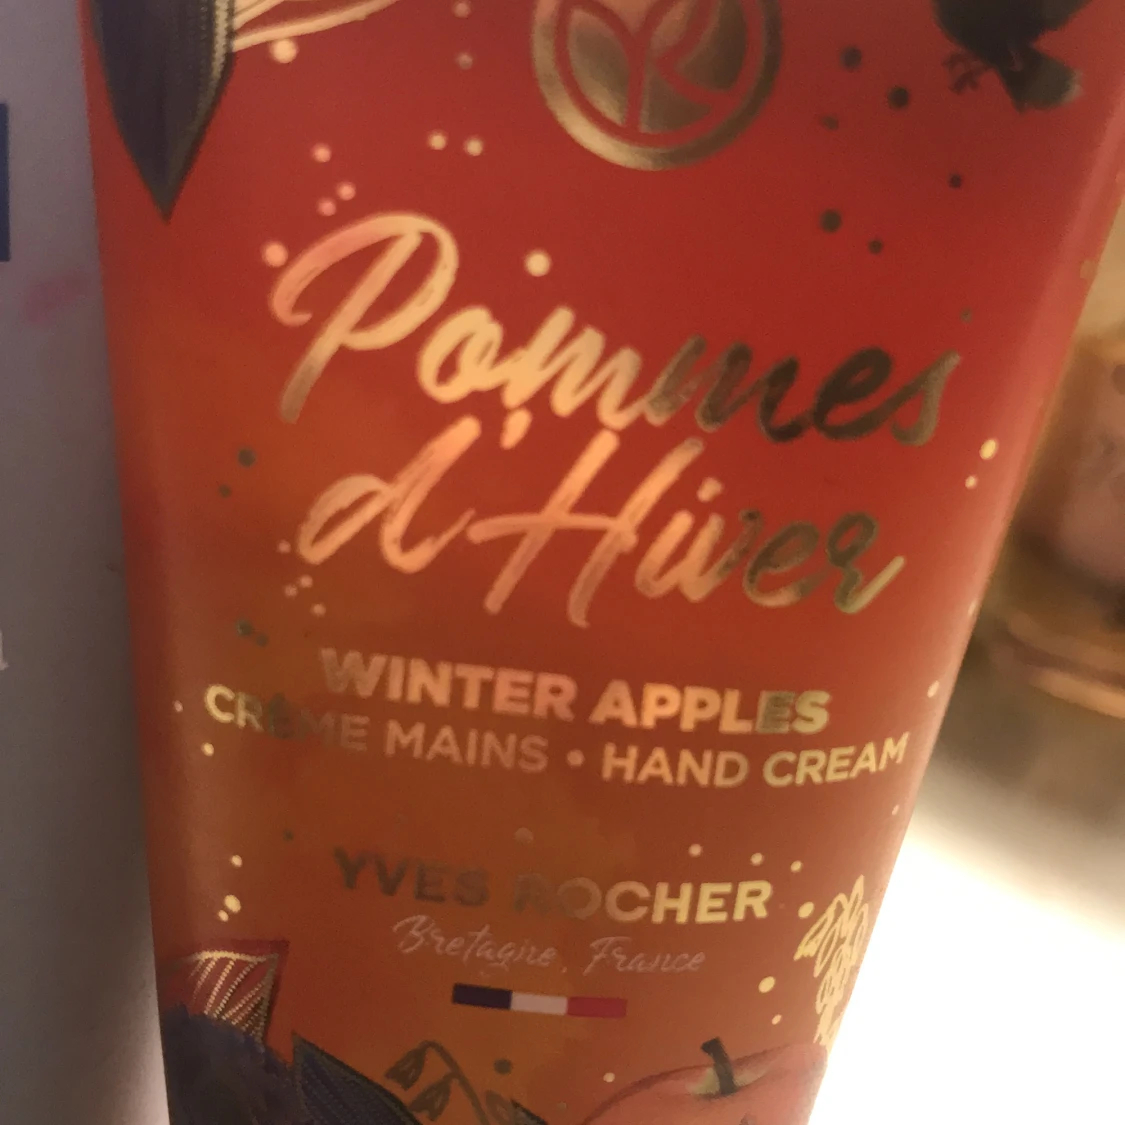 Pommes
d'Hiver
WINTER APPLES
CRÈME MAINS • HAND CREAM
YVES ROCHER
Bretagne, France